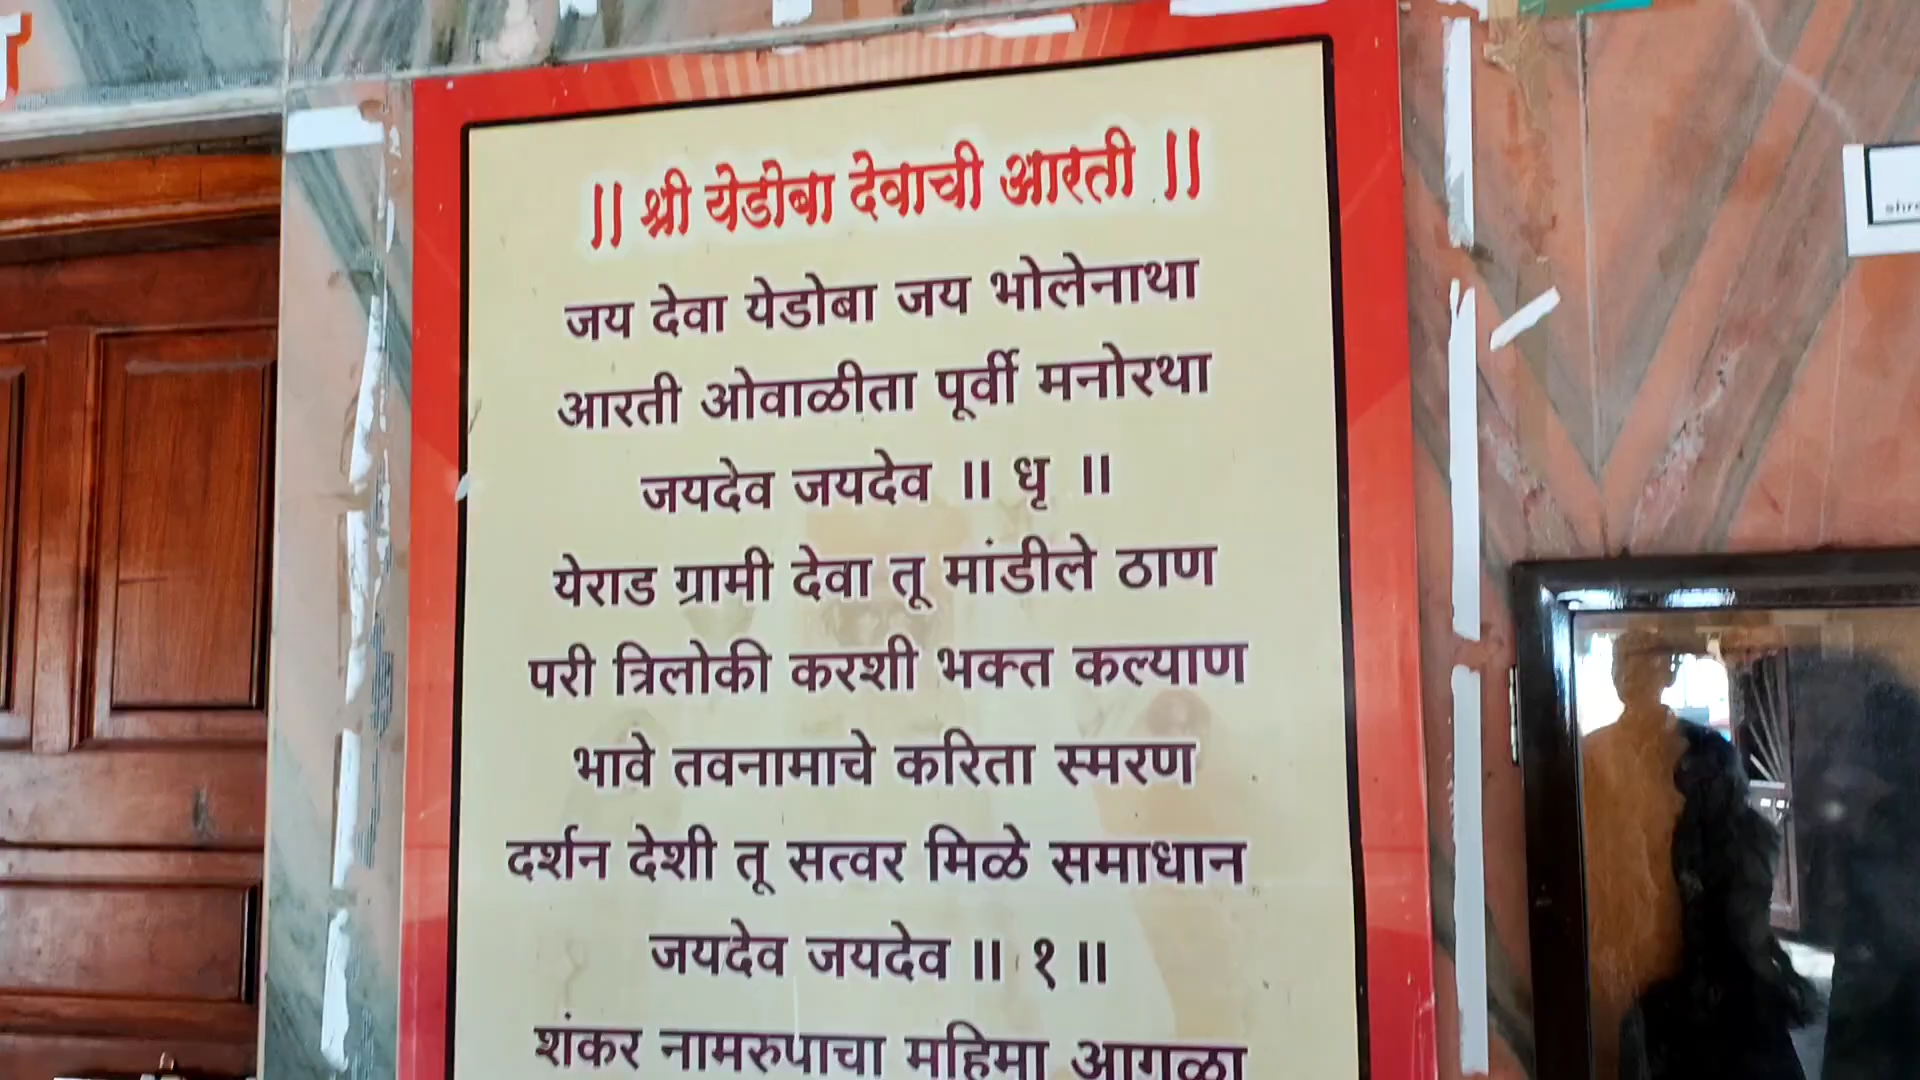 || श्री येडोबा देवाची आरती ||
जय देवा येडोबा जय भोलेनाथा
आरती ओवाळीता पूर्वी मनोरथा
जयदेव जयदेव ॥ धृ ॥
येराड ग्रामी देवा तू मांडीले ठाण
परी त्रिलोकी करशी भक्त कल्याण
भावे तवनामाचे करिता स्मरण
दर्शन देशी तू सत्वर मिळे समाधान
जयदेव जयदेव ॥ १ ॥
शंकर नामरुपाचा महिमा आगळा